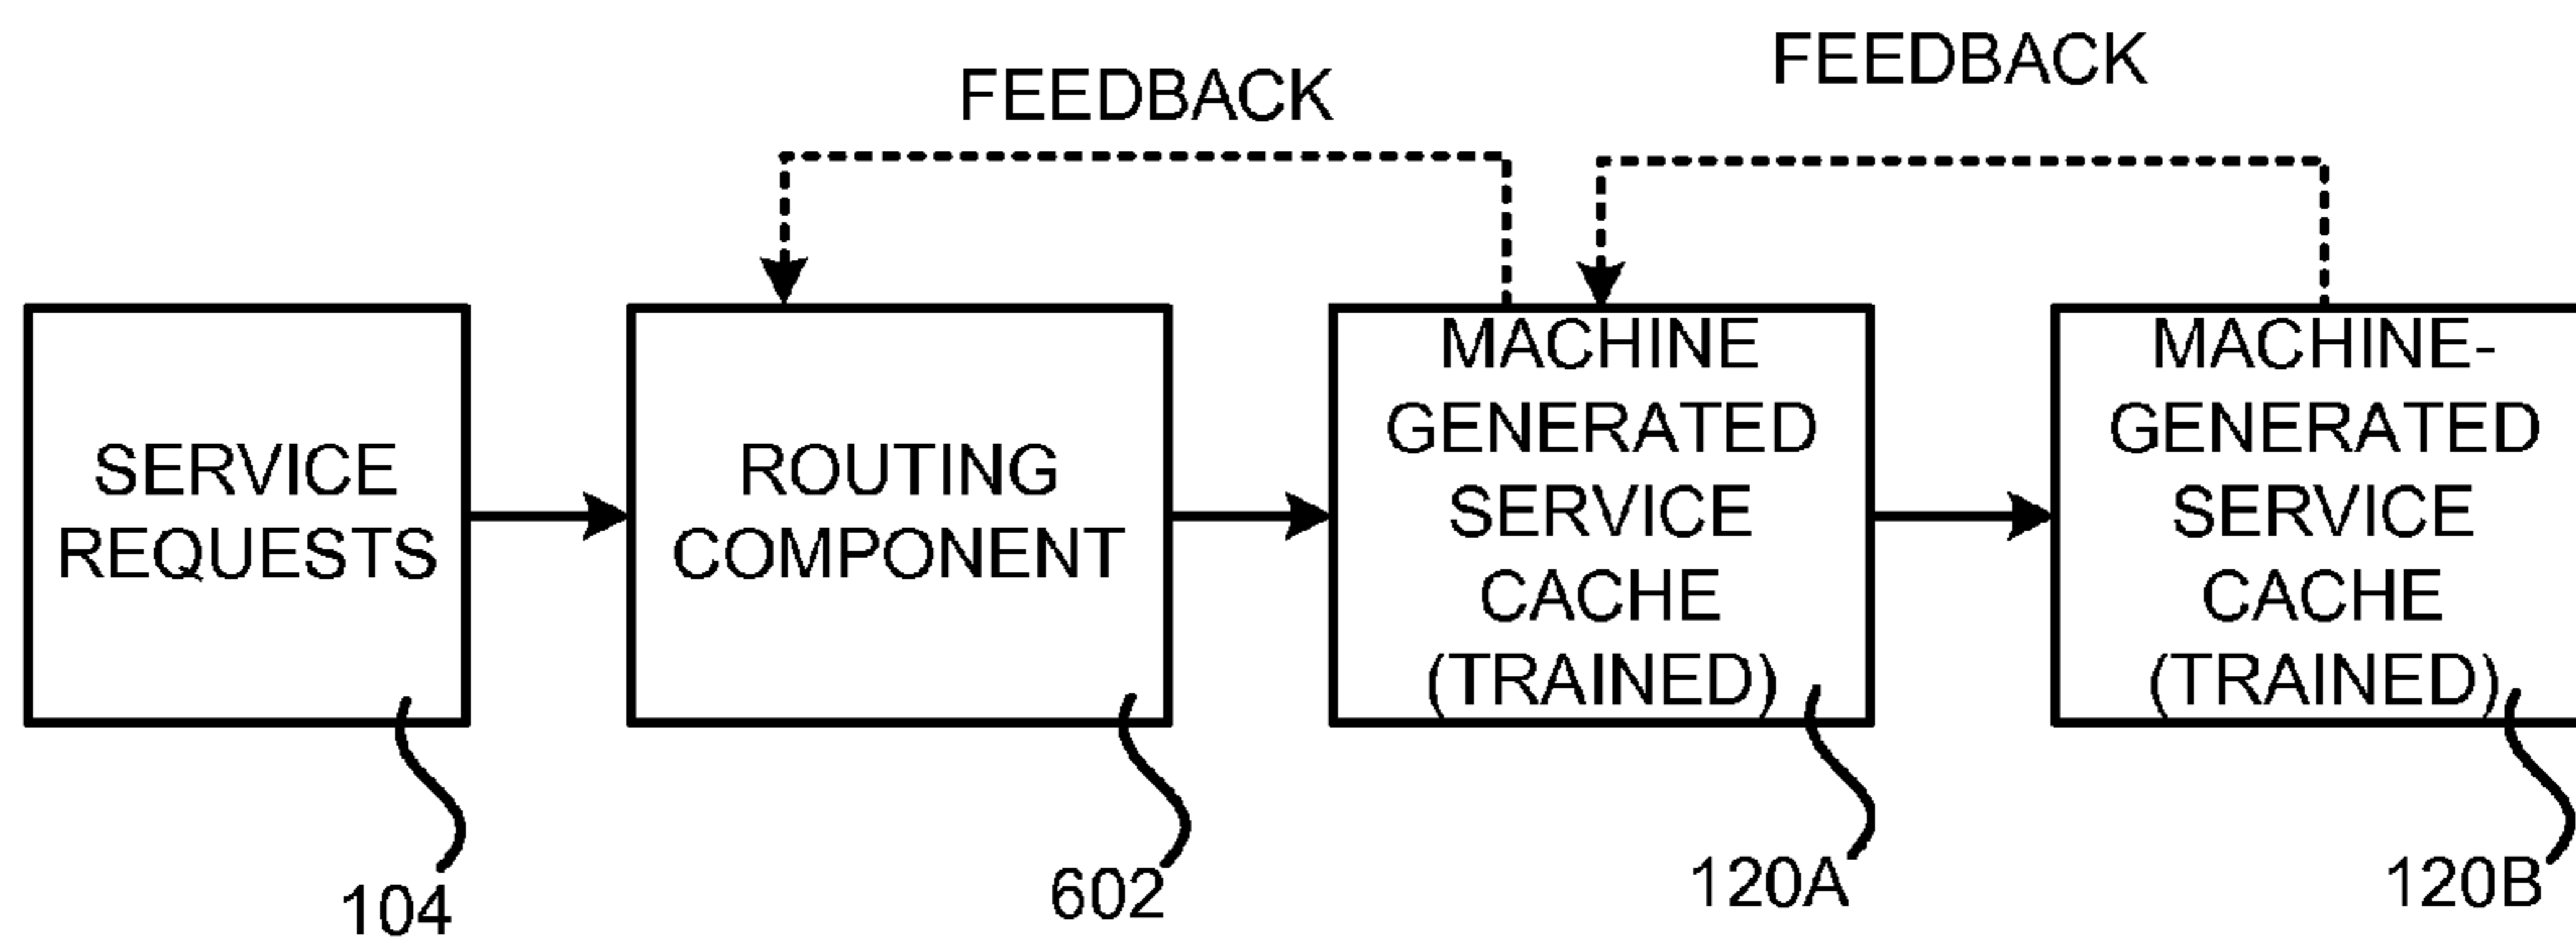 FEEDBACK
FEEDBACK
SERVICE
REQUESTS
ROUTING
COMPONENT
MACHINE
GENERATED
SERVICE
CACHE
(TRAINED)
MACHINE-
GENERATED
SERVICE
CACHE
(TRAINED)
104
602
120A
120B